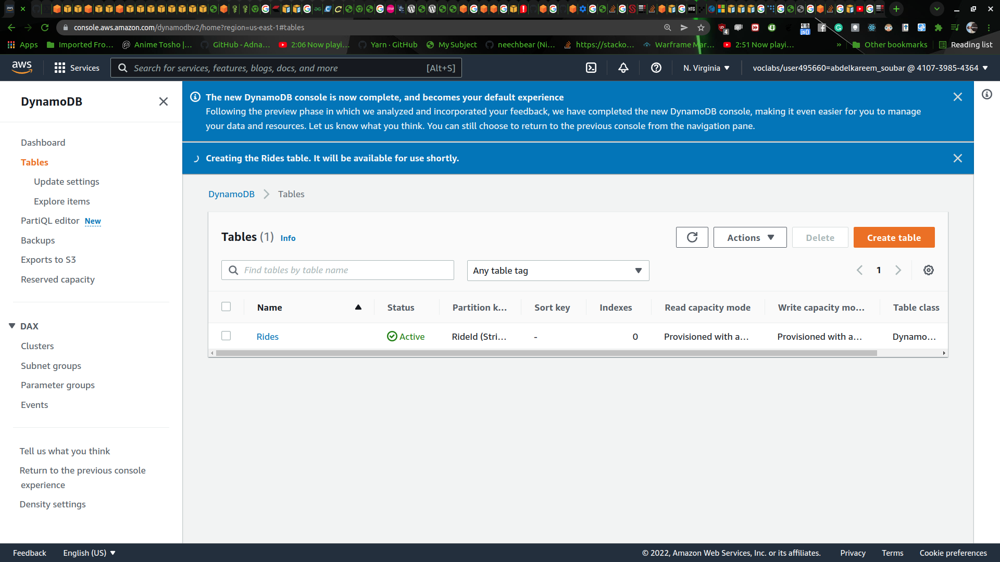 console.aws.amazon.com/dynamodbv2/home?region=us-east-1#tables
4
js()
Apps
Imported Fro...
Anime Tosho |...
GitHub - Adna...
2:06 Now playi...
Yarn · GitHub
My Subject
neechbear (Ni...
https://stacko...
Warframe Mar...
2:51 Now playi...
»
Other bookmarks
Reading list
aws
Services
Search for services, features, blogs, docs, and more
[Alt+S]
N. Virginia
voclabs/user495660=abdelkareem_soubar @ 4107-3985-4364
DynamoDB
Dashboard
Tables
Update settings
Explore items
PartiQL editor New
Backups
Exports to S3
Reserved capacity
DAX
Clusters
Subnet groups
Parameter groups
Events
Tell us what you think
Return to the previous console
experience
Density settings
The new DynamoDB console is now complete, and becomes your default experience
Following the preview phase in which we analyzed and incorporated your feedback, we have completed the new DynamoDB console, making it even easier for you to manage
your data and resources. Let us know what you think. You can still choose to return to the previous console from the navigation pane.
Creating the Rides table. It will be available for use shortly.
DynamoDB
Tables
Tables (1) Info
Actions
Delete
Create table
Find tables by table name
Any table tag
1
Name
Status
Partition k...
Sort key
Indexes
Read capacity mode
Write capacity mo...
Table class
Rides
Active
RideId (Stri...
-
0
Provisioned with a...
Provisioned with a...
Dynamo...
Feedback
English (US)
© 2022, Amazon Web Services, Inc. or its affiliates.
Privacy
Terms
Cookie preferences